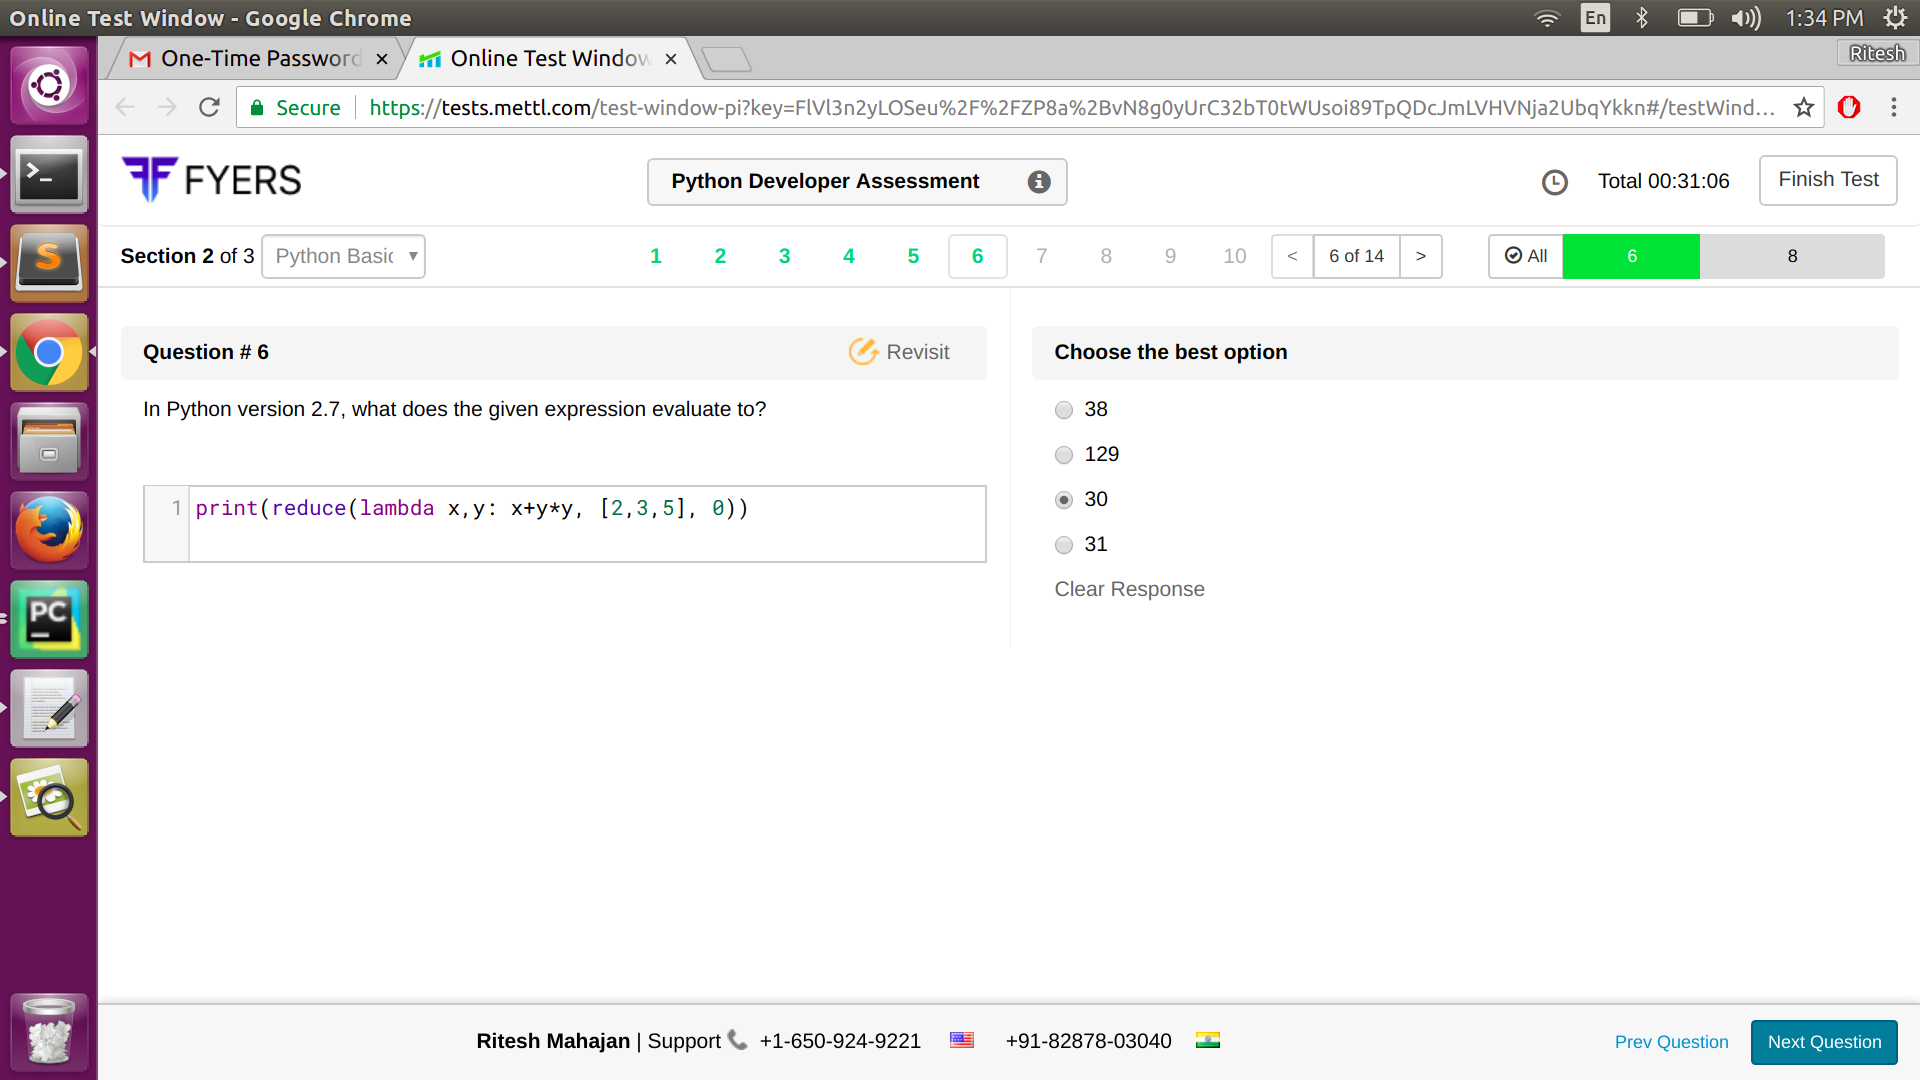 Online Test Window - Google Chrome
En
1:34 PM
One-Time Password
Online Test Window
Ritesh
Secure
https://tests.mettl.com/test-window-pi?key=FlVl3n2yLOSeu%2F%2FZP8a%2BvN8g0yUrC32bT0tWUsoi89TpQDcJmLVHVNja2UbqYkkn#/testWind...
FYERS
Python Developer Assessment
Total 00:31:06
Finish Test
Section 2 of 3
Python Basic
1 2 3 4 5 6 7 8 9 10
< 6 of 14 >
All 6 8
Question # 6
Revisit
In Python version 2.7, what does the given expression evaluate to?
1 print(reduce(lambda x,y: x+y*y, [2,3,5], 0))
Choose the best option
38
129
30
31
Clear Response
Ritesh Mahajan | Support +1-650-924-9221 +91-82878-03040
Prev Question
Next Question
S
PC